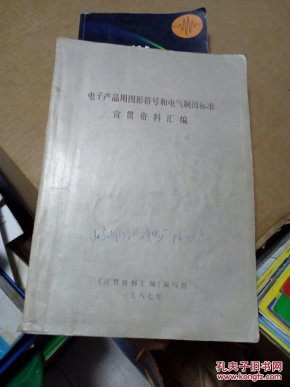 电子产品用图形符号和电气制图标准
宣贯资料汇编
《宣贯资料汇编》编写组
一九八七年
孔夫子旧书网